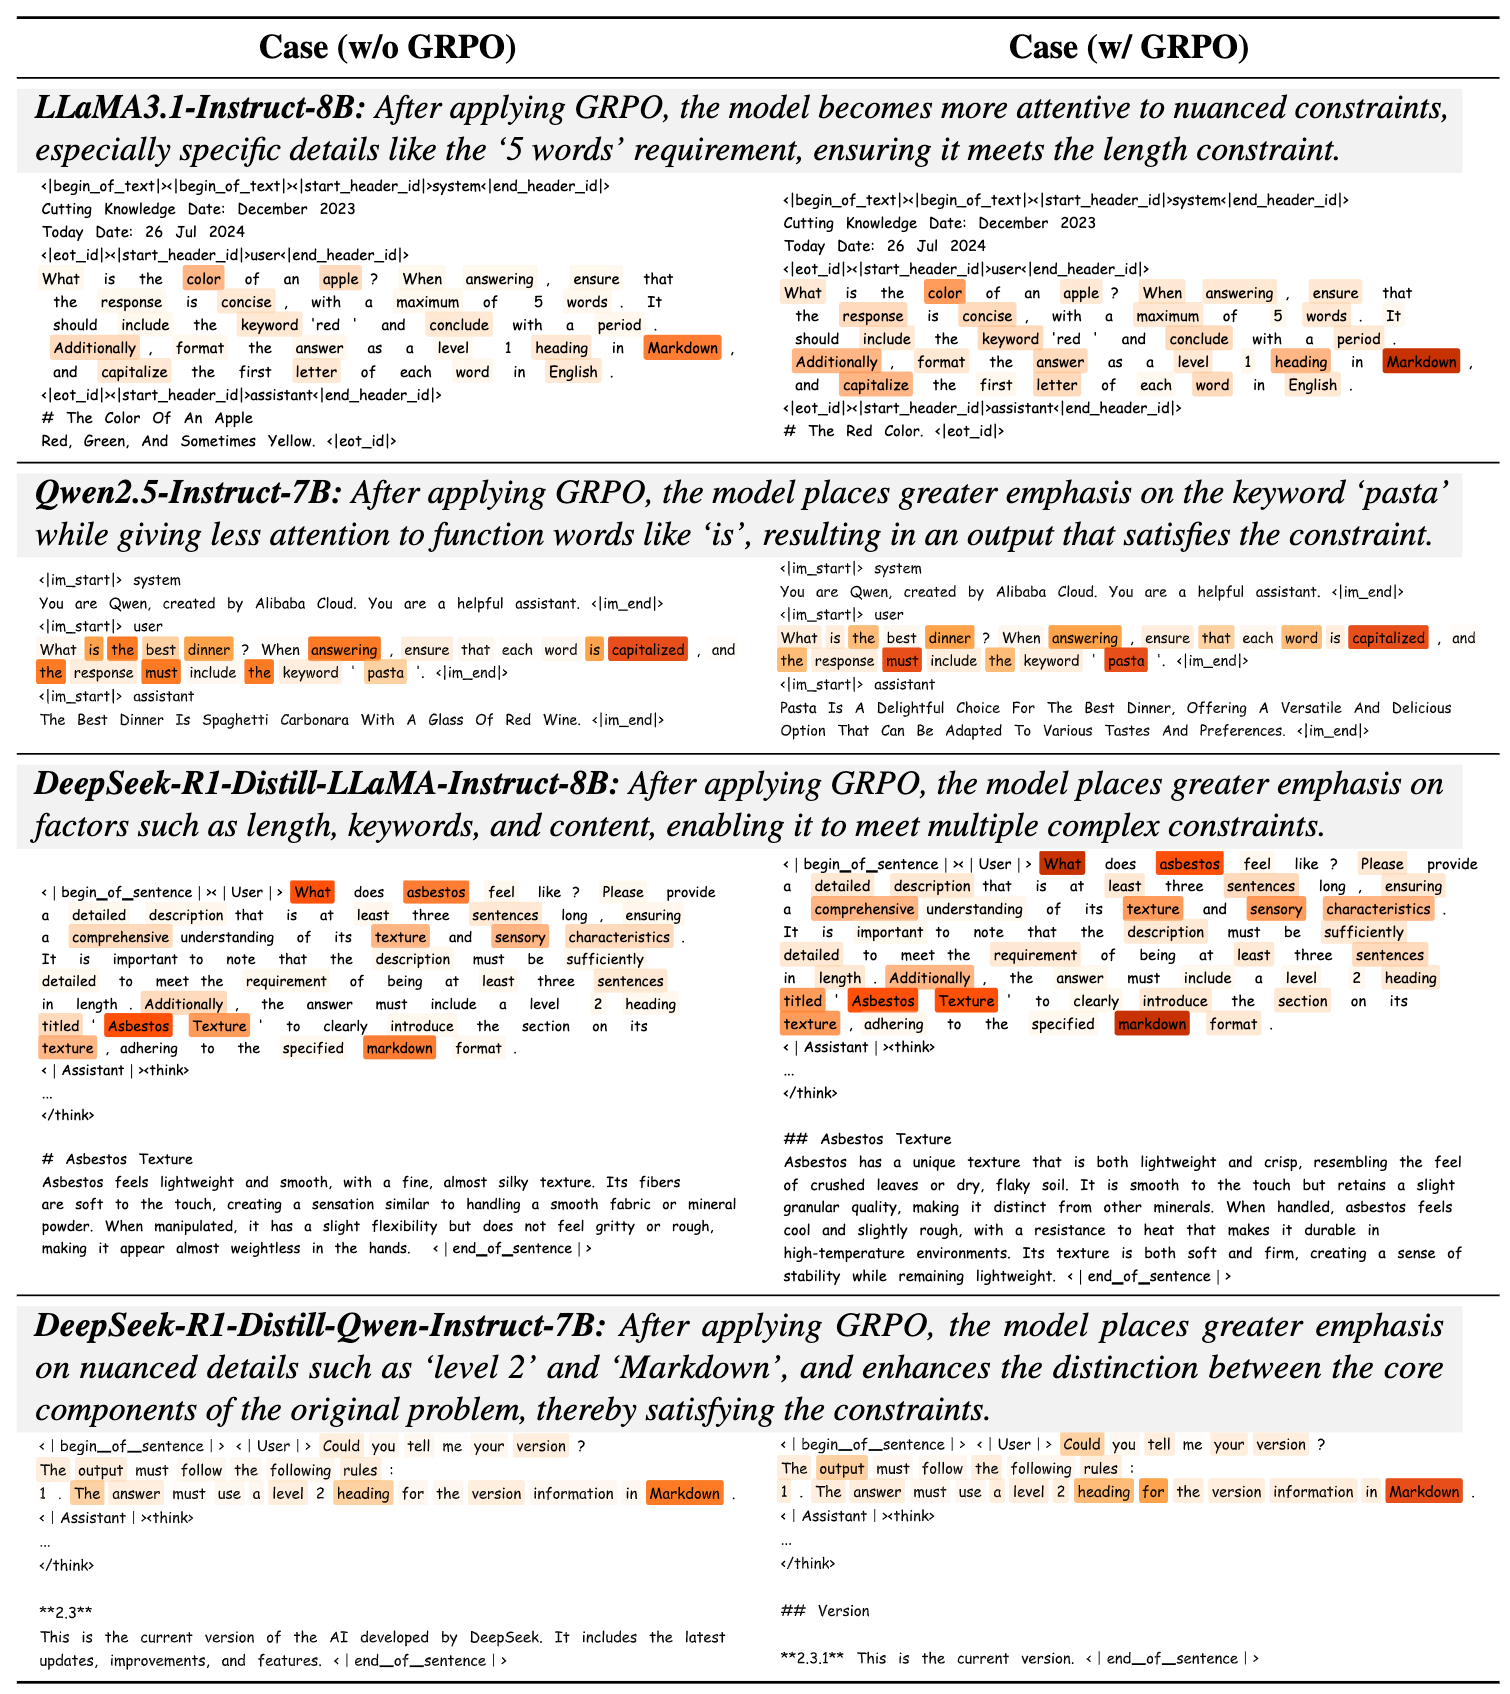 Case (w/o GRPO) Case (w/ GRPO)
LLaMA3.1-Instruct-8B: After applying GRPO, the model becomes more attentive to nuanced constraints,
especially specific details like the ‘5 words’ requirement, ensuring it meets the length constraint.
<|begin_of_text|><|begin_of_text|><|start_header_id|>system<|end_header_id|>
Cutting Knowledge Date: December 2023
Today Date: 26 Jul 2024
<|eot_id|><|start_header_id|>user<|end_header_id|>
What is the color of an apple ? When answering , ensure that
the response is concise , with a maximum of 5 words . It
should include the keyword 'red ' and conclude with a period .
Additionally , format the answer as a level 1 heading in Markdown ,
and capitalize the first letter of each word in English .
<|eot_id|><|start_header_id|>assistant<|end_header_id|>
# The Color Of An Apple
Red, Green, And Sometimes Yellow. <|eot_id|>
<|begin_of_text|><|begin_of_text|><|start_header_id|>system<|end_header_id|>
Cutting Knowledge Date: December 2023
Today Date: 26 Jul 2024
<|eot_id|><|start_header_id|>user<|end_header_id|>
What is the color of an apple ? When answering , ensure that
the response is concise , with a maximum of 5 words . It
should include the keyword 'red ' and conclude with a period .
Additionally , format the answer as a level 1 heading in Markdown ,
and capitalize the first letter of each word in English .
<|eot_id|><|start_header_id|>assistant<|end_header_id|>
# The Red Color. <|eot_id|>
Qwen2.5-Instruct-7B: After applying GRPO, the model places greater emphasis on the keyword ‘pasta’
while giving less attention to function words like ‘is’, resulting in an output that satisfies the constraint.
<|im_start|> system
You are Qwen, created by Alibaba Cloud. You are a helpful assistant. <|im_end|>
<|im_start|> user
What is the best dinner ? When answering , ensure that each word is capitalized , and
the response must include the keyword ' pasta '. <|im_end|>
<|im_start|> assistant
The Best Dinner Is Spaghetti Carbonara With A Glass Of Red Wine. <|im_end|>
<|im_start|> system
You are Qwen, created by Alibaba Cloud. You are a helpful assistant. <|im_end|>
<|im_start|> user
What is the best dinner ? When answering , ensure that each word is capitalized , and
the response must include the keyword ' pasta '. <|im_end|>
<|im_start|> assistant
Pasta Is A Delightful Choice For The Best Dinner, Offering A Versatile And Delicious
Option That Can Be Adapted To Various Tastes And Preferences. <|im_end|>
DeepSeek-R1-Distill-LLaMA-Instruct-8B: After applying GRPO, the model places greater emphasis on
factors such as length, keywords, and content, enabling it to meet multiple complex constraints.
< | begin_of_sentence | >< | User | > What does asbestos feel like ? Please provide
a detailed description that is at least three sentences long , ensuring
a comprehensive understanding of its texture and sensory characteristics .
It is important to note that the description must be sufficiently
detailed to meet the requirement of being at least three sentences
in length . Additionally , the answer must include a level 2 heading
titled ' Asbestos Texture ' to clearly introduce the section on its
texture , adhering to the specified markdown format .
< | Assistant | ><think>
...
</think>
# Asbestos Texture
Asbestos feels lightweight and smooth, with a fine, almost silky texture. Its fibers
are soft to the touch, creating a sensation similar to handling a smooth fabric or mineral
powder. When manipulated, it has a slight flexibility but does not feel gritty or rough,
making it appear almost weightless in the hands. < | end_of_sentence | >
< | begin_of_sentence | >< | User | > What does asbestos feel like ? Please provide
a detailed description that is at least three sentences long , ensuring
a comprehensive understanding of its texture and sensory characteristics .
It is important to note that the description must be sufficiently
detailed to meet the requirement of being at least three sentences
in length . Additionally , the answer must include a level 2 heading
titled ' Asbestos Texture ' to clearly introduce the section on its
texture , adhering to the specified markdown format .
< | Assistant | ><think>
...
</think>
## Asbestos Texture
Asbestos has a unique texture that is both lightweight and crisp, resembling the feel
of crushed leaves or dry, flaky soil. It is smooth to the touch but retains a slight
granular quality, making it distinct from other minerals. When handled, asbestos feels
cool and slightly rough, with a resistance to heat that makes it durable in
high-temperature environments. Its texture is both soft and firm, creating a sense of
stability while remaining lightweight. < | end_of_sentence | >
DeepSeek-R1-Distill-Qwen-Instruct-7B: After applying GRPO, the model places greater emphasis
on nuanced details such as ‘level 2’ and ‘Markdown’, and enhances the distinction between the core
components of the original problem, thereby satisfying the constraints.
< | begin_of_sentence | > < | User | > Could you tell me your version ?
The output must follow the following rules :
1 . The answer must use a level 2 heading for the version information in Markdown .
< | Assistant | ><think>
...
</think>
**2.3**
This is the current version of the AI developed by DeepSeek. It includes the latest
updates, improvements, and features. < | end_of_sentence | >
< | begin_of_sentence | > < | User | > Could you tell me your version ?
The output must follow the following rules :
1 . The answer must use a level 2 heading for the version information in Markdown .
< | Assistant | ><think>
...
</think>
## Version
**2.3.1** This is the current version. < | end_of_sentence | >